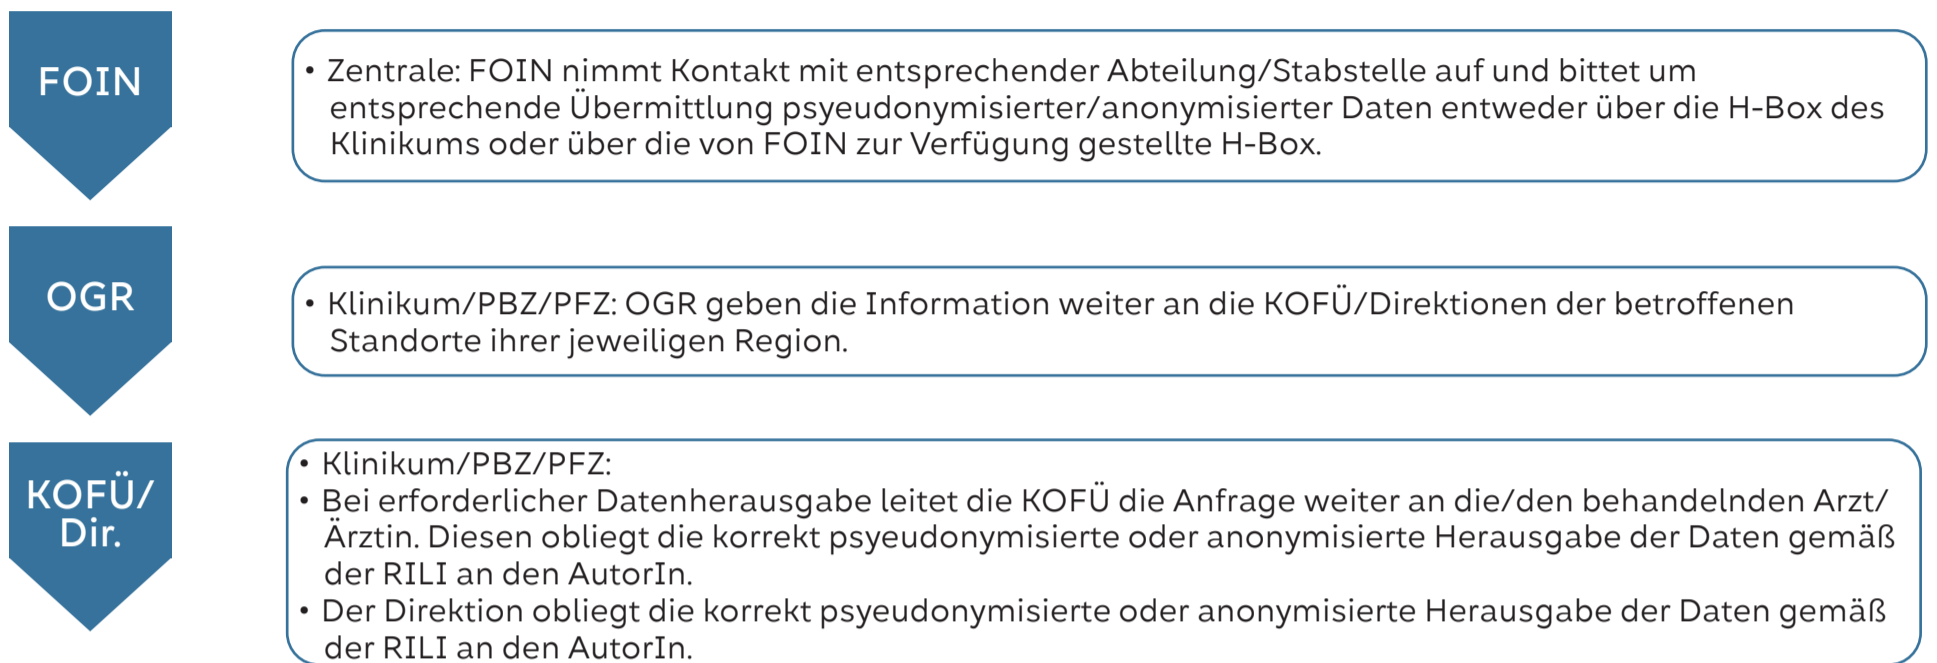 FOIN
• Zentrale: FOIN nimmt Kontakt mit entsprechender Abteilung/Stabstelle auf und bittet um
entsprechende Übermittlung psyeudonymisierter/anonymisierter Daten entweder über die H-Box des
Klinikums oder über die von FOIN zur Verfügung gestellte H-Box.
OGR
• Klinikum/PBZ/PFZ: OGR geben die Information weiter an die KOFÜ/Direktionen der betroffenen
Standorte ihrer jeweiligen Region.
KOFÜ/
Dir.
• Klinikum/PBZ/PFZ:
• Bei erforderlicher Datenherausgabe leitet die KOFÜ die Anfrage weiter an die/den behandelnden Arzt/
Ärztin. Diesen obliegt die korrekt psyeudonymisierte oder anonymisierte Herausgabe der Daten gemäß
der RILI an den AutorIn.
• Der Direktion obliegt die korrekt psyeudonymisierte oder anonymisierte Herausgabe der Daten gemäß
der RILI an den AutorIn.